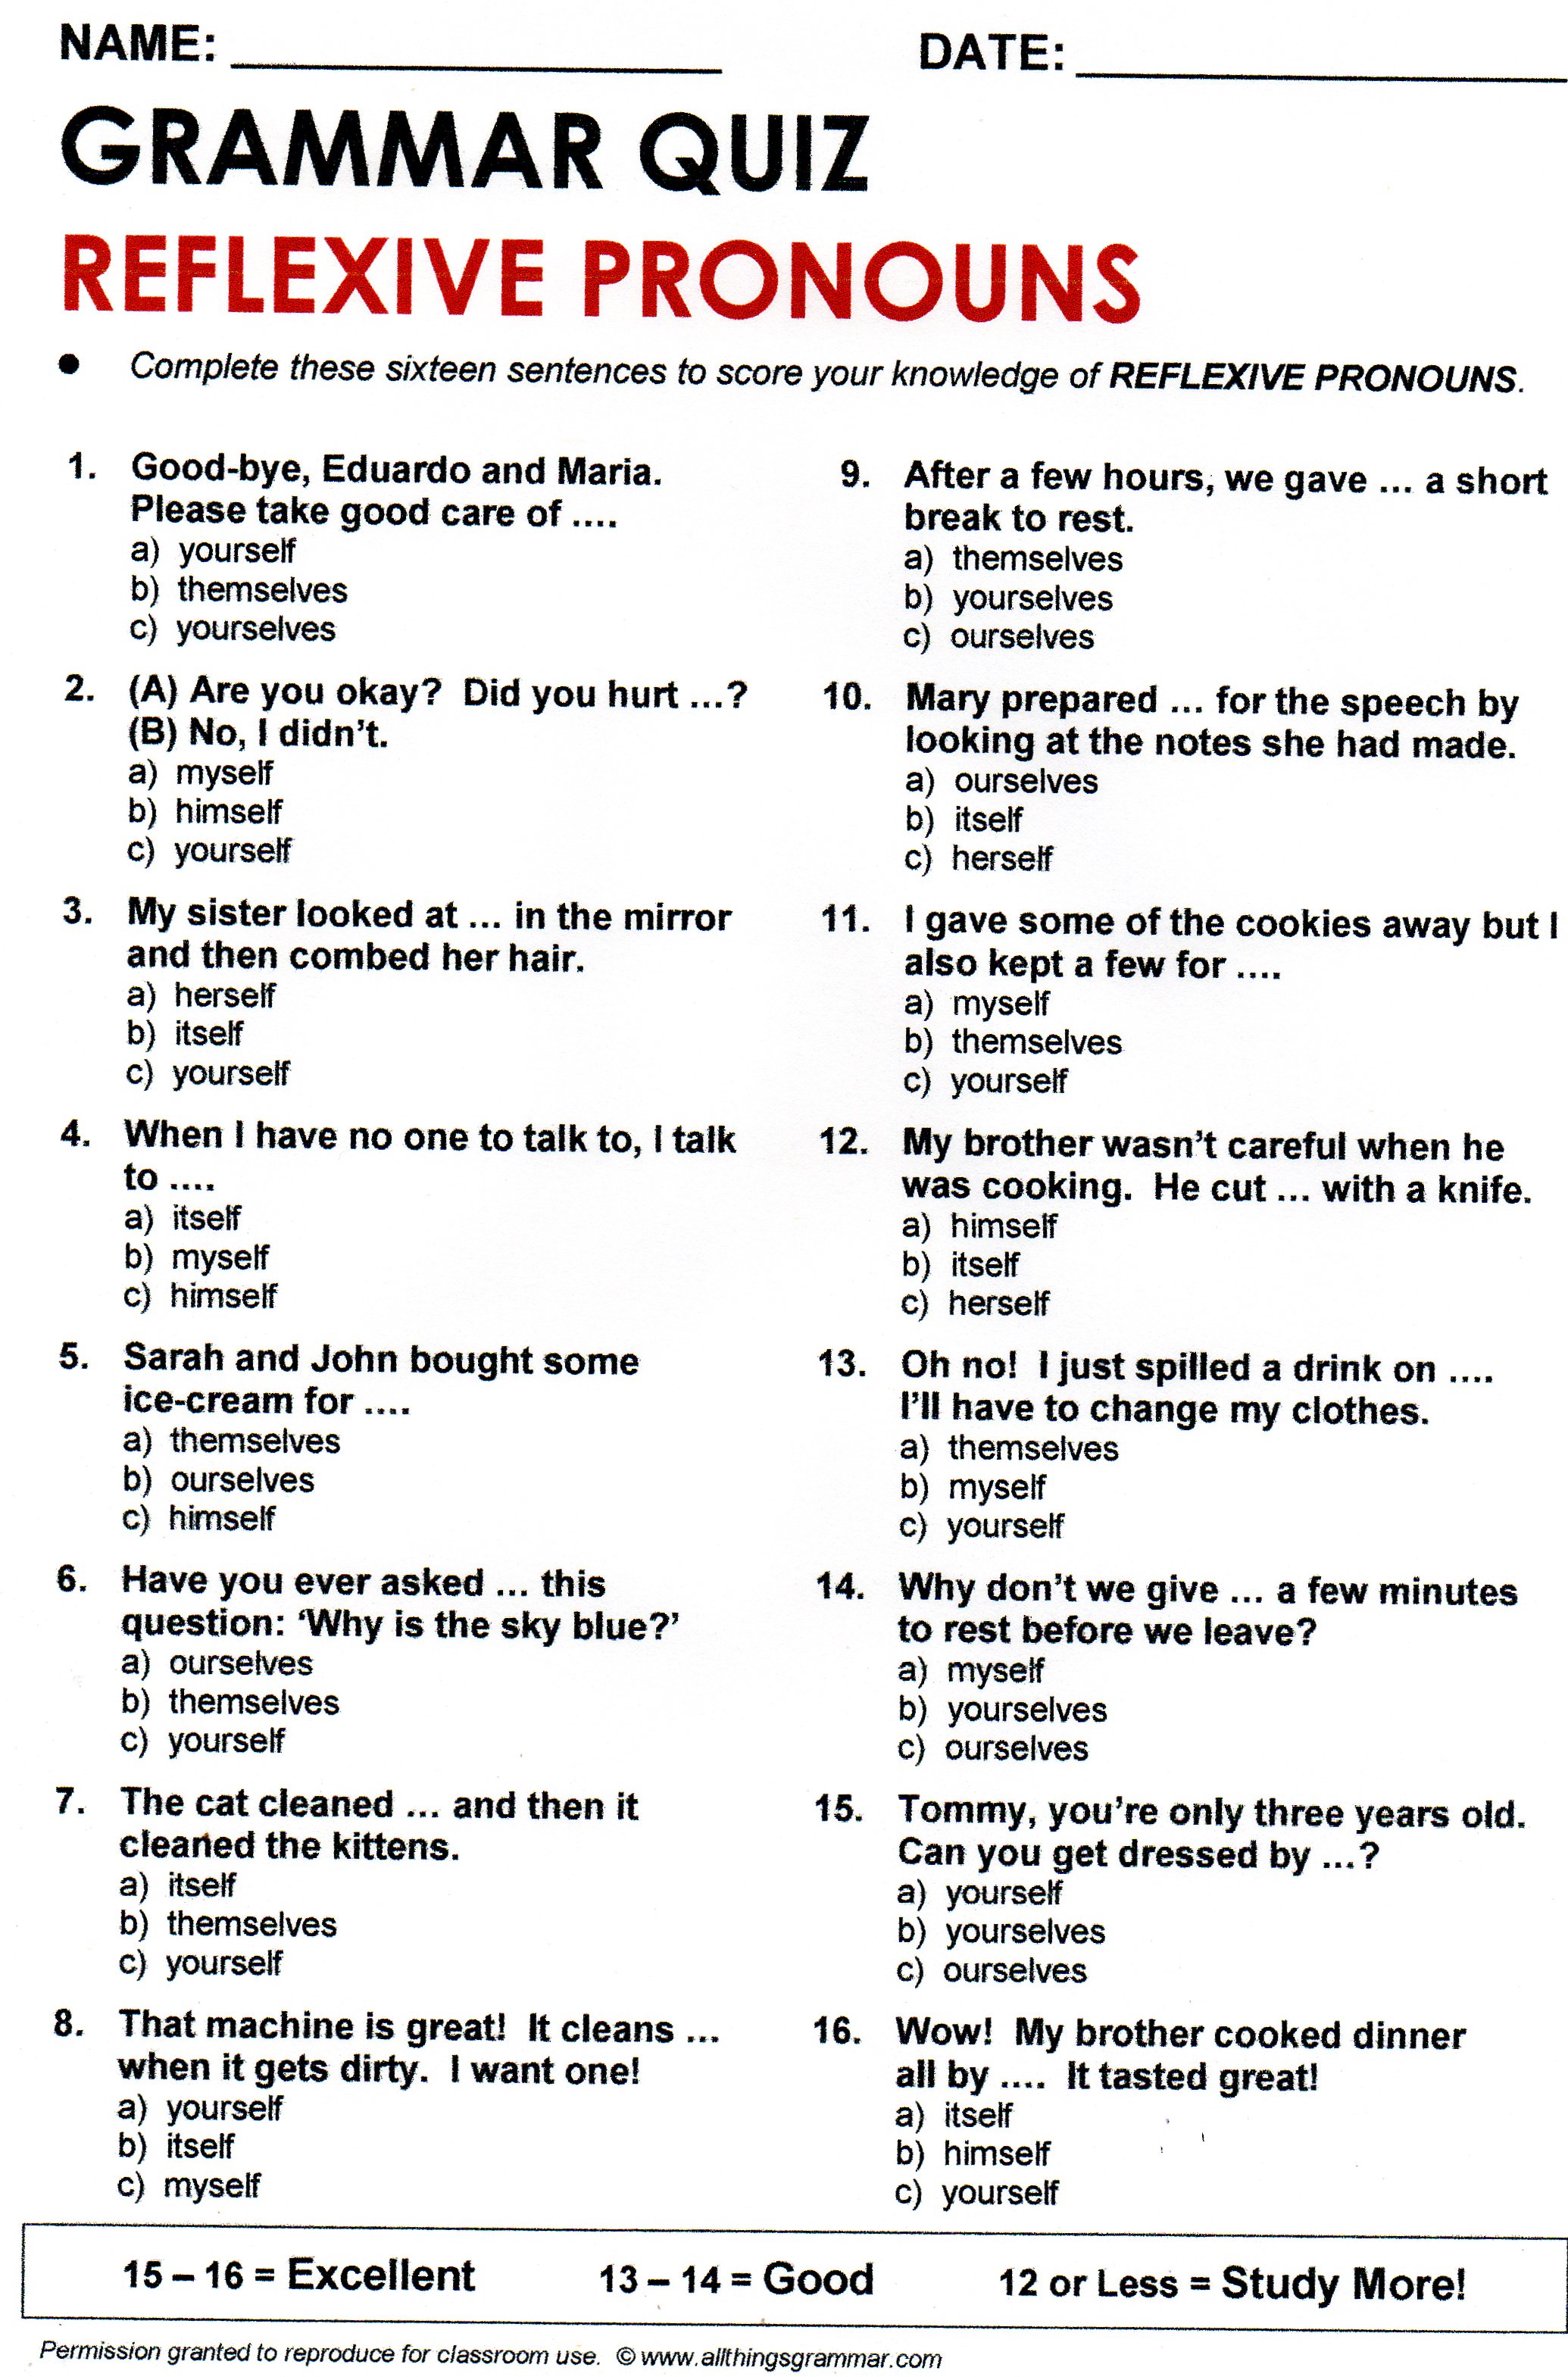 NAME: ____________________ DATE: ____________________
GRAMMAR QUIZ
REFLEXIVE PRONOUNS
● Complete these sixteen sentences to score your knowledge of REFLEXIVE PRONOUNS.
1. Good-bye, Eduardo and Maria.
Please take good care of ....
a) yourself
b) themselves
c) yourselves
2. (A) Are you okay? Did you hurt ...?
(B) No, I didn't.
a) myself
b) himself
c) yourself
3. My sister looked at ... in the mirror
and then combed her hair.
a) herself
b) itself
c) yourself
4. When I have no one to talk to, I talk
to ....
a) itself
b) myself
c) himself
5. Sarah and John bought some
ice-cream for ....
a) themselves
b) ourselves
c) himself
6. Have you ever asked ... this
question: 'Why is the sky blue?'
a) ourselves
b) themselves
c) yourself
7. The cat cleaned ... and then it
cleaned the kittens.
a) itself
b) themselves
c) yourself
8. That machine is great! It cleans ...
when it gets dirty. I want one!
a) yourself
b) itself
c) myself
9. After a few hours, we gave ... a short
break to rest.
a) themselves
b) yourselves
c) ourselves
10. Mary prepared ... for the speech by
looking at the notes she had made.
a) ourselves
b) itself
c) herself
11. I gave some of the cookies away but I
also kept a few for ....
a) myself
b) themselves
c) yourself
12. My brother wasn't careful when he
was cooking. He cut ... with a knife.
a) himself
b) itself
c) herself
13. Oh no! I just spilled a drink on ....
I'll have to change my clothes.
a) themselves
b) myself
c) yourself
14. Why don't we give ... a few minutes
to rest before we leave?
a) myself
b) yourselves
c) ourselves
15. Tommy, you're only three years old.
Can you get dressed by ...?
a) yourself
b) yourselves
c) ourselves
16. Wow! My brother cooked dinner
all by .... It tasted great!
a) itself
b) himself
c) yourself
15 – 16 = Excellent 13 – 14 = Good 12 or Less = Study More!
Permission granted to reproduce for classroom use. © www.allthingsgrammar.com